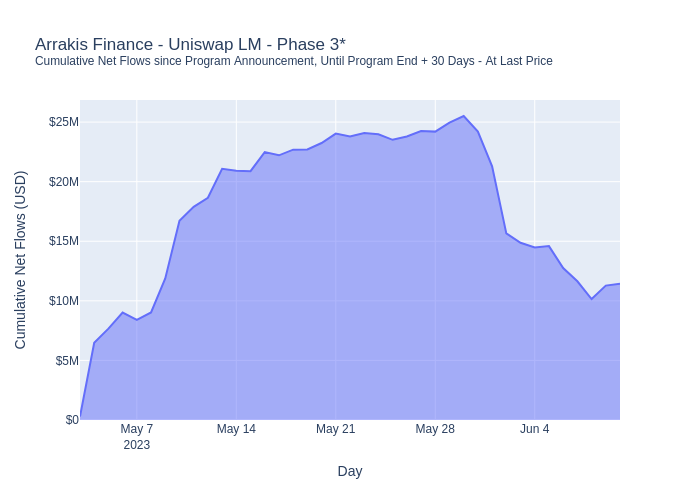 Arrakis Finance - Uniswap LM - Phase 3*
Cumulative Net Flows since Program Announcement, Until Program End + 30 Days - At Last Price
Cumulative Net Flows (USD)
$25M
$20M
$15M
$10M
$5M
$0
May 7
2023
May 14
May 21
May 28
Jun 4
Day